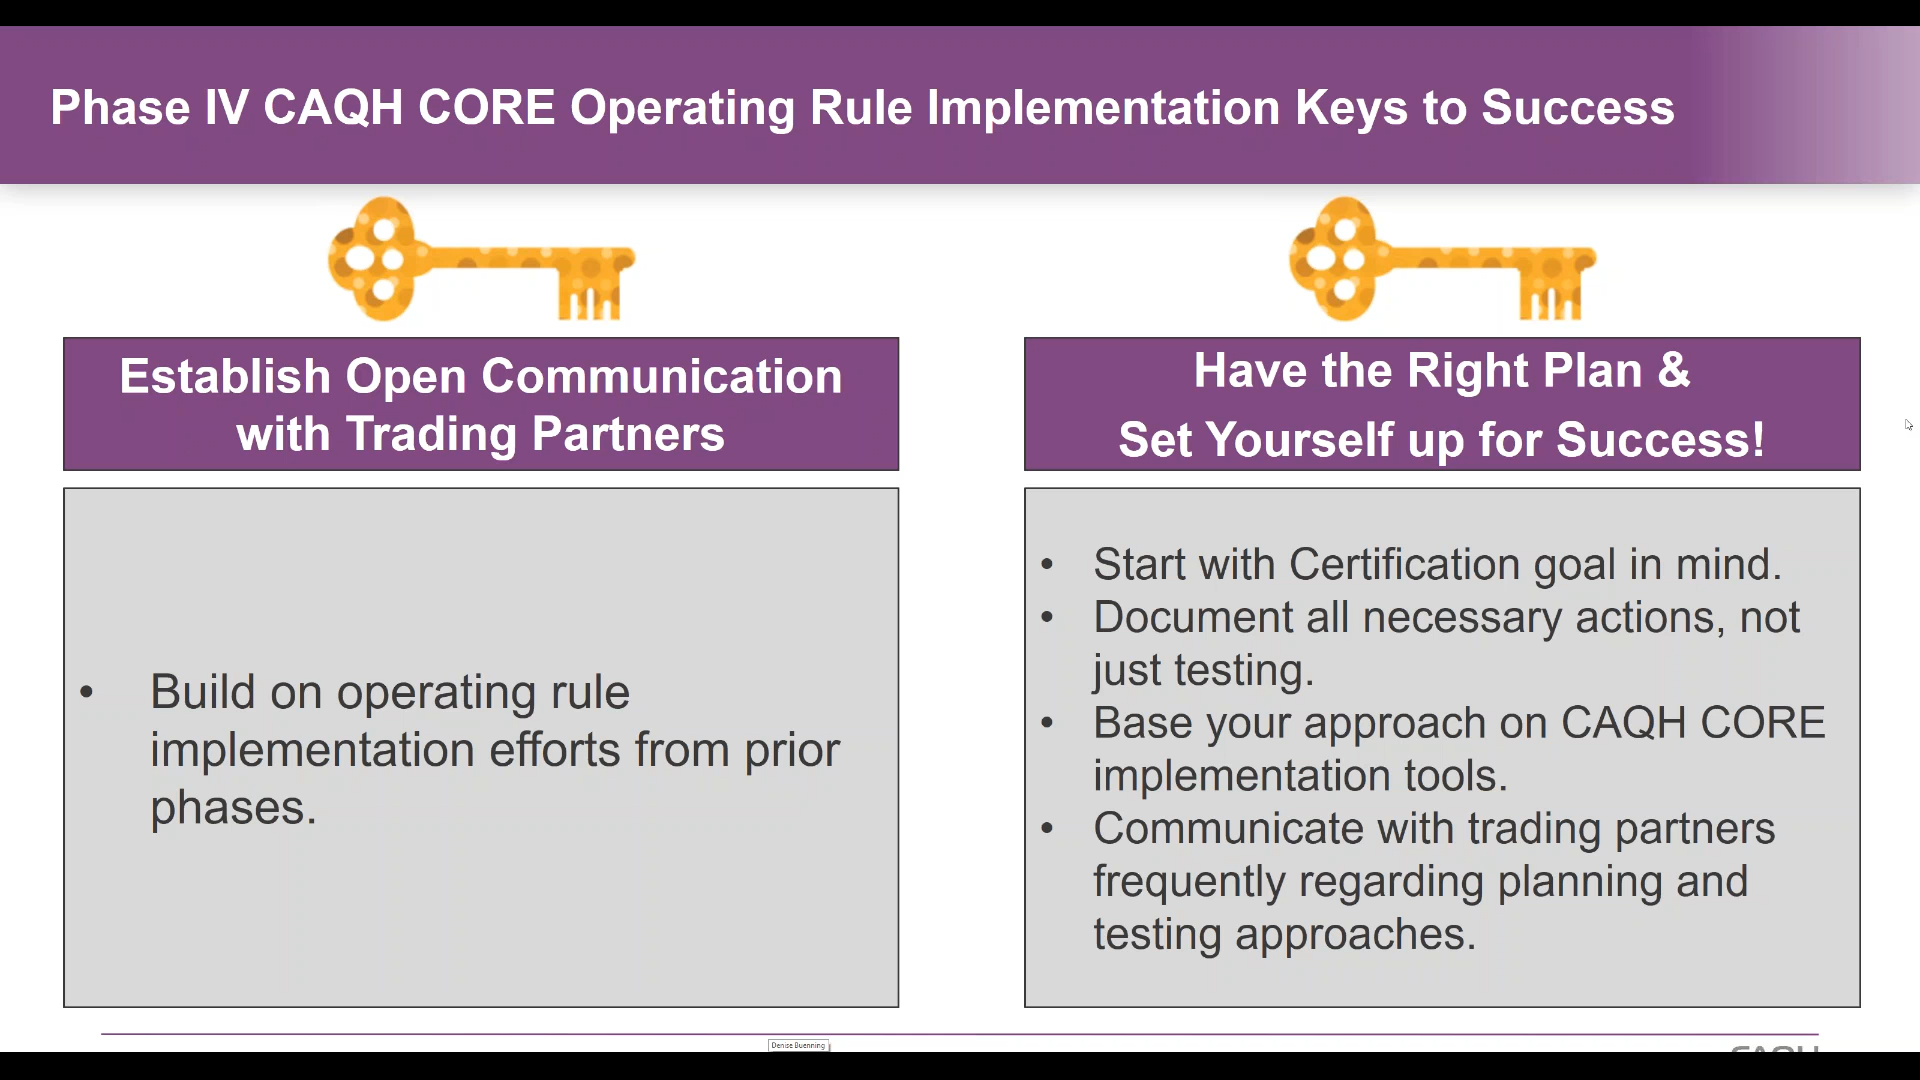 Phase IV CAQH CORE Operating Rule Implementation Keys to Success
Establish Open Communication
with Trading Partners
• Build on operating rule
implementation efforts from prior
phases.
Have the Right Plan &
Set Yourself up for Success!
• Start with Certification goal in mind.
• Document all necessary actions, not
just testing.
• Base your approach on CAQH CORE
implementation tools.
• Communicate with trading partners
frequently regarding planning and
testing approaches.
Denise Buenning
CAQH